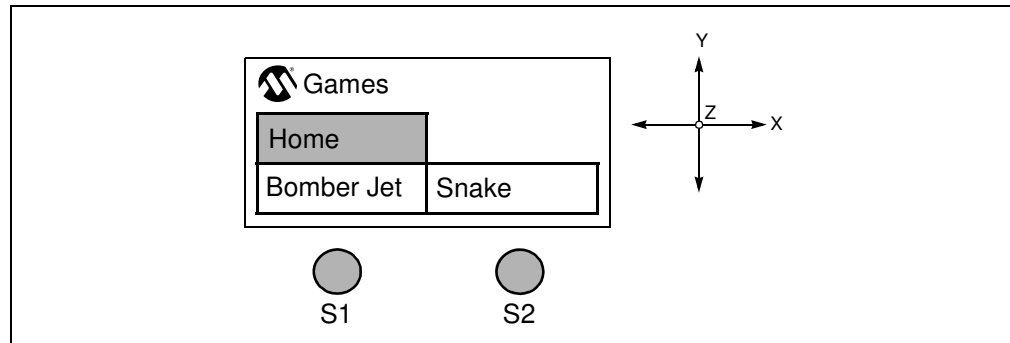 Y
Games
Z
X
Home
Bomber Jet Snake
S1 S2